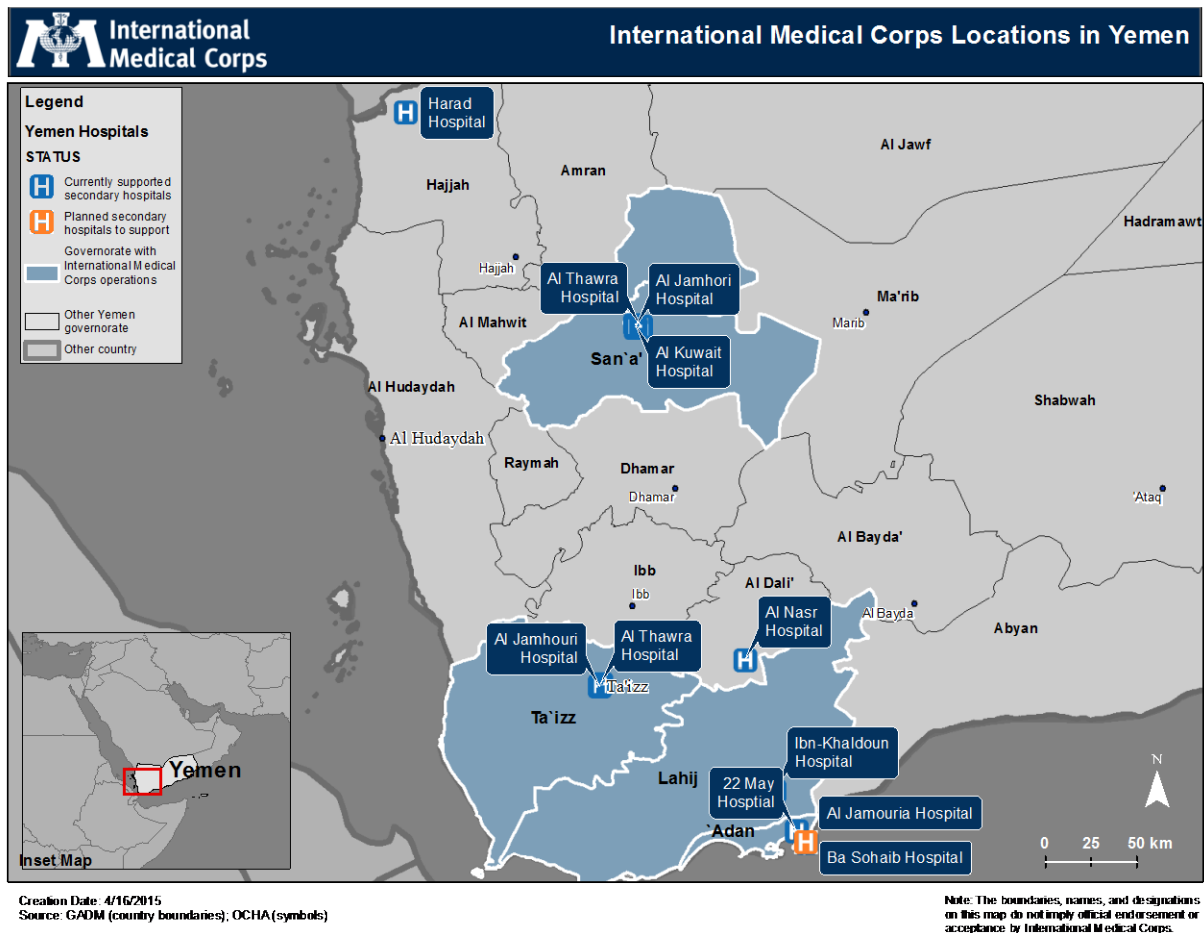 International
Medical Corps
International Medical Corps Locations in Yemen
Legend
Yemen Hospitals
STATUS
Currently supported
secondary hospitals
Planned secondary
hospitals to support
Governorate with
International Medical
Corps operations
Other Yemen
governorate
Other country
H
H
H
Harad
Hospital
Hajjah
Amran
Al Jawf
Hadramawt
Hajjah
Al Thawra
Hospital
Al Jamhori
Hospital
Ma'rib
Marib
Al Mahwit
San`a'
Al Kuwait
Hospital
Al Hudaydah
Shabwah
Al Hudaydah
Raymah
Dhamar
Dhamar
'Ataq
Al Bayda'
Ibb
Ibb
Al Dali'
Al Bayda
Al Nasr
Hospital
Abyan
Al Jamhouri
Hospital
Al Thawra
Hospital
H
H
Ta'izz
Ta`izz
Ibn-Khaldoun
Hospital
Lahij
22 May
Hosptial
Al Jamouria Hospital
`Adan
H
H
Ba Sohaib Hospital
Yemen
Inset Map
N
0 25 50 km
Creation Date: 4/16/2015
Source: GADM (country boundaries); OCHA (symbols)
Note: The boundaries, names, and designations
on this map do not imply official endorsement or
acceptance by International Medical Corps.